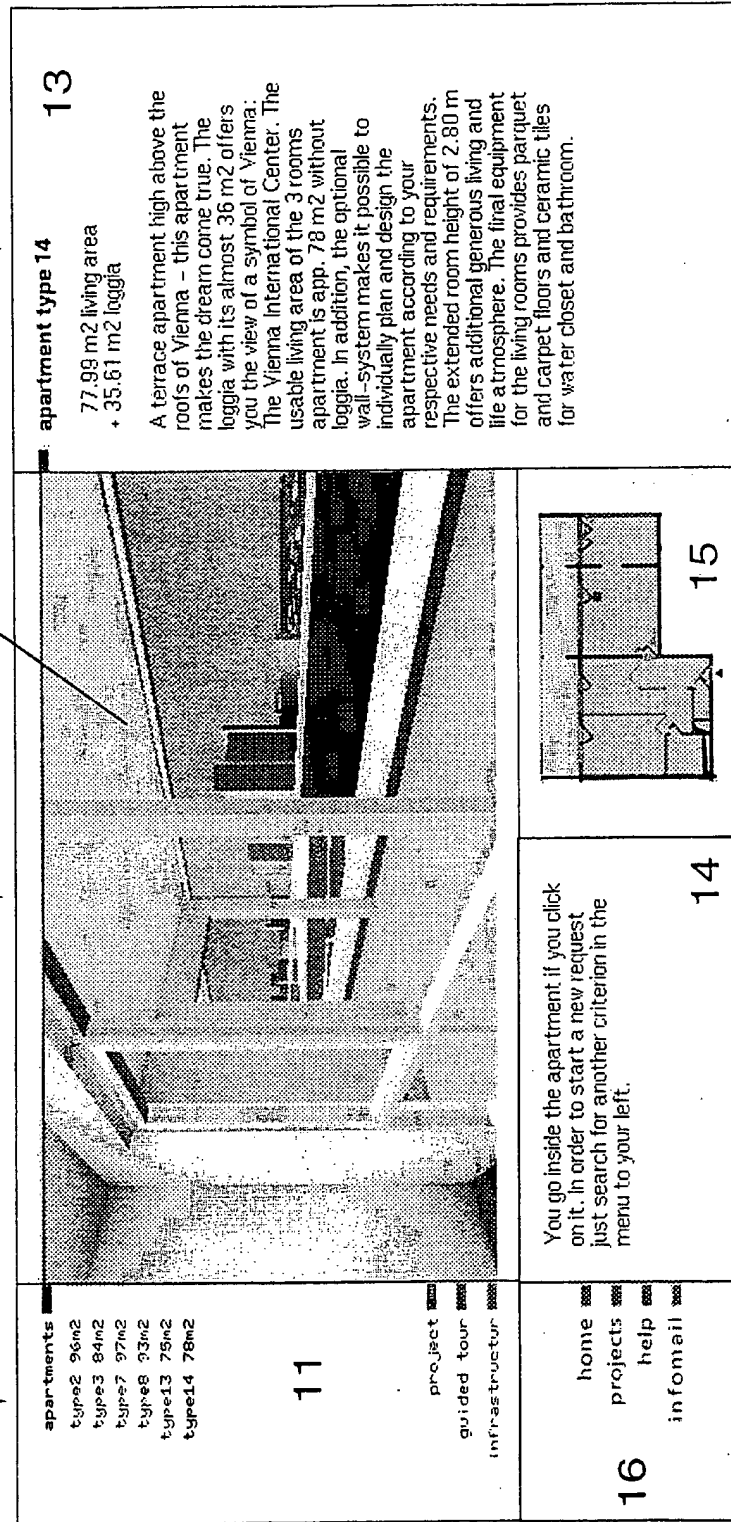 apartments
type2 96m2
type3 84m2
type7 97m2
type8 93m2
type13 75m2
type14 78m2
11
project
guided tour
infrastructur
apartment type 14
13
77.99 m2 living area
+ 35.61 m2 loggia
A terrace apartment high above the
roofs of Vienna – this apartment
makes the dream come true. The
loggia with its almost 36 m2 offers
you the view of a symbol of Vienna:
The Vienna International Center. The
usable living area of the 3 rooms
apartment is app. 78 m2 without
loggia. In addition, the optional
wall-system makes it possible to
individually plan and design the
apartment according to your
respective needs and requirements.
The extended room height of 2.80 m
offers additional generous living and
life atmosphere. The final equipment
for the living rooms provides parquet
and carpet floors and ceramic tiles
for water closet and bathroom.
16
home
projects
help
infomail
You go inside the apartment if you click
on it. In order to start a new request
just search for another criterion in the
menu to your left.
14
15